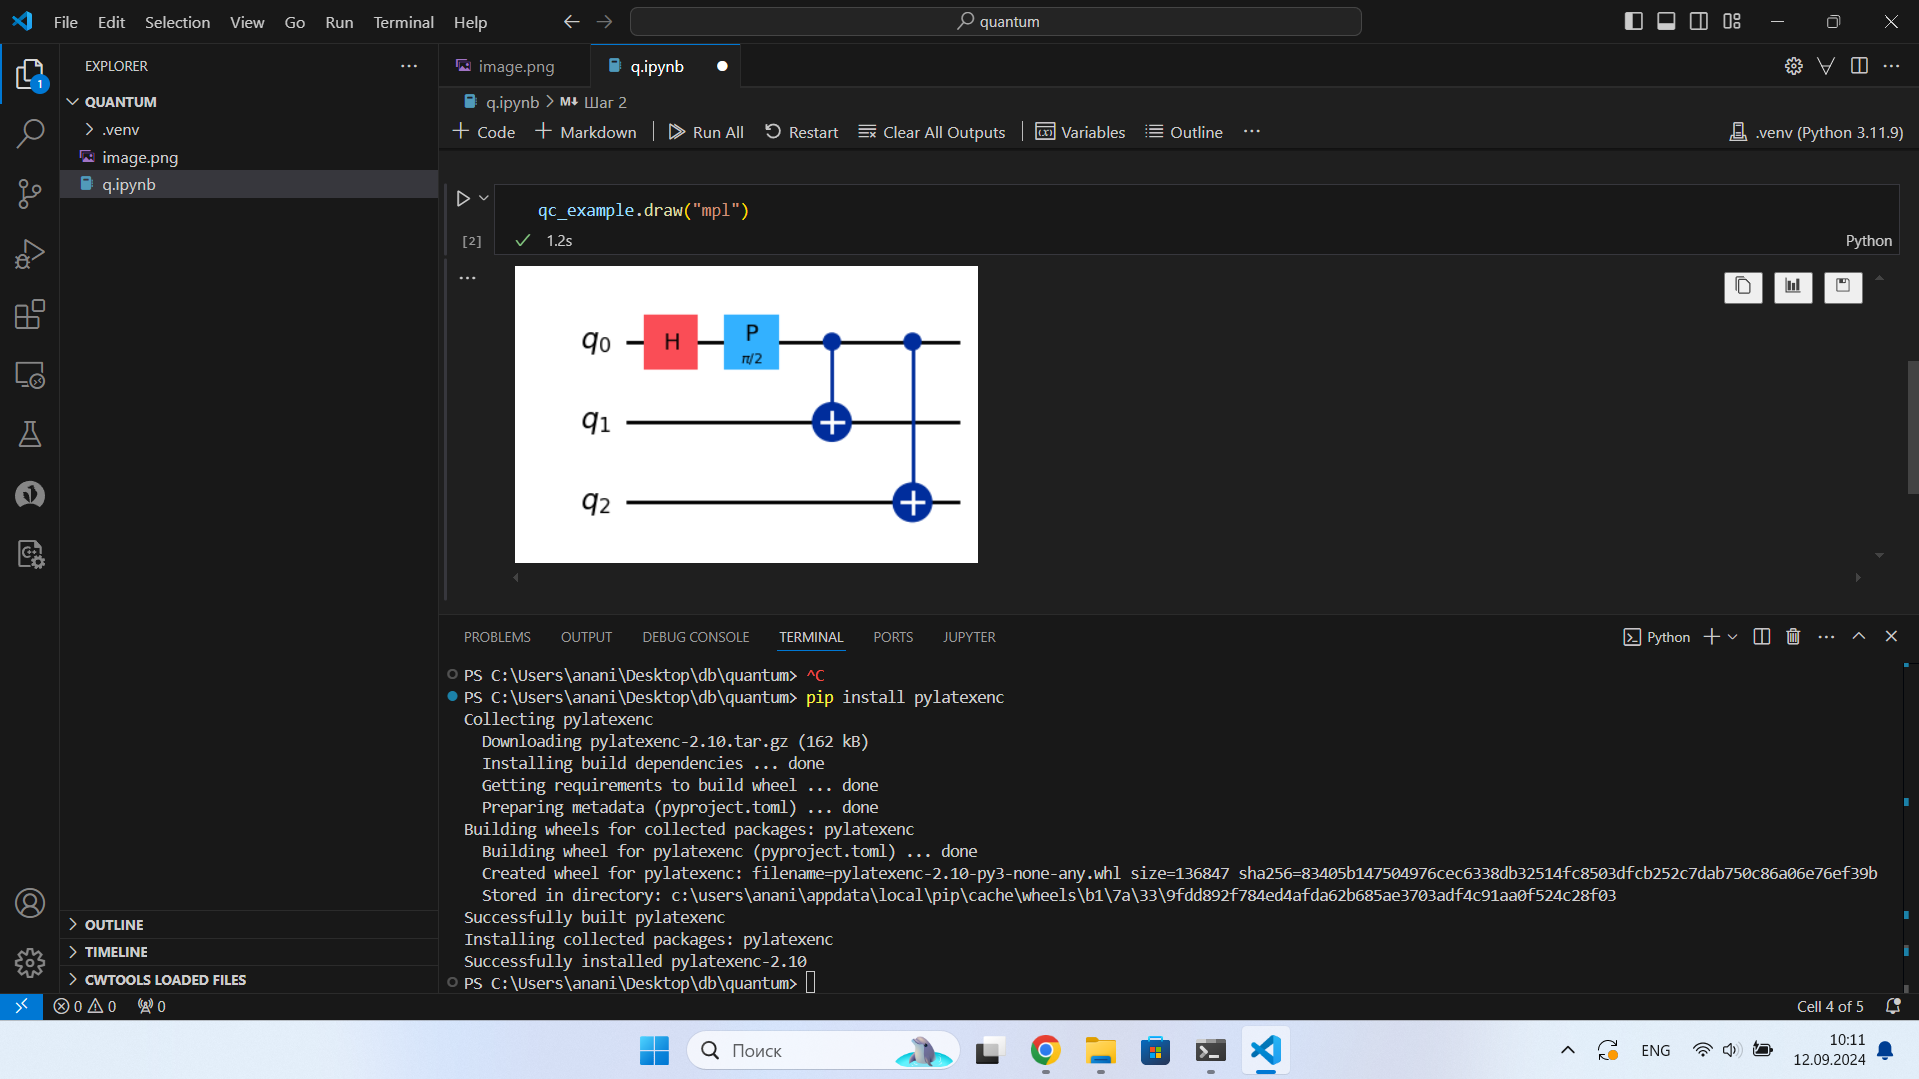 File Edit Selection View Go Run Terminal Help
quantum
EXPLORER
1
QUANTUM
.venv
image.png
q.ipynb
OUTLINE
TIMELINE
CWTOOLS LOADED FILES
image.png
q.ipynb
q.ipynb > M↓ Шаг 2
+ Code + Markdown Run All Restart Clear All Outputs Variables Outline ...
.venv (Python 3.11.9)
qc_example.draw("mpl")
[2] 1.2s
Python
q0 H P
π/2
q1
q2
PROBLEMS OUTPUT DEBUG CONSOLE TERMINAL PORTS JUPYTER
Python
PS C:\Users\anani\Desktop\db\quantum> ^C
PS C:\Users\anani\Desktop\db\quantum> pip install pylatexenc
Collecting pylatexenc
Downloading pylatexenc-2.10.tar.gz (162 kB)
Installing build dependencies ... done
Getting requirements to build wheel ... done
Preparing metadata (pyproject.toml) ... done
Building wheels for collected packages: pylatexenc
Building wheel for pylatexenc (pyproject.toml) ... done
Created wheel for pylatexenc: filename=pylatexenc-2.10-py3-none-any.whl size=136847 sha256=83405b147504976cec6338db32514fc8503dfcb252c7dab750c86a06e76ef39b
Stored in directory: c:\users\anani\appdata\local\pip\cache\wheels\b1\7a\33\9fdd892f784ed4afda62b685ae3703adf4c91aa0f524c28f03
Successfully built pylatexenc
Installing collected packages: pylatexenc
Successfully installed pylatexenc-2.10
PS C:\Users\anani\Desktop\db\quantum>
0 0 0
Cell 4 of 5
Поиск
ENG
10:11
12.09.2024